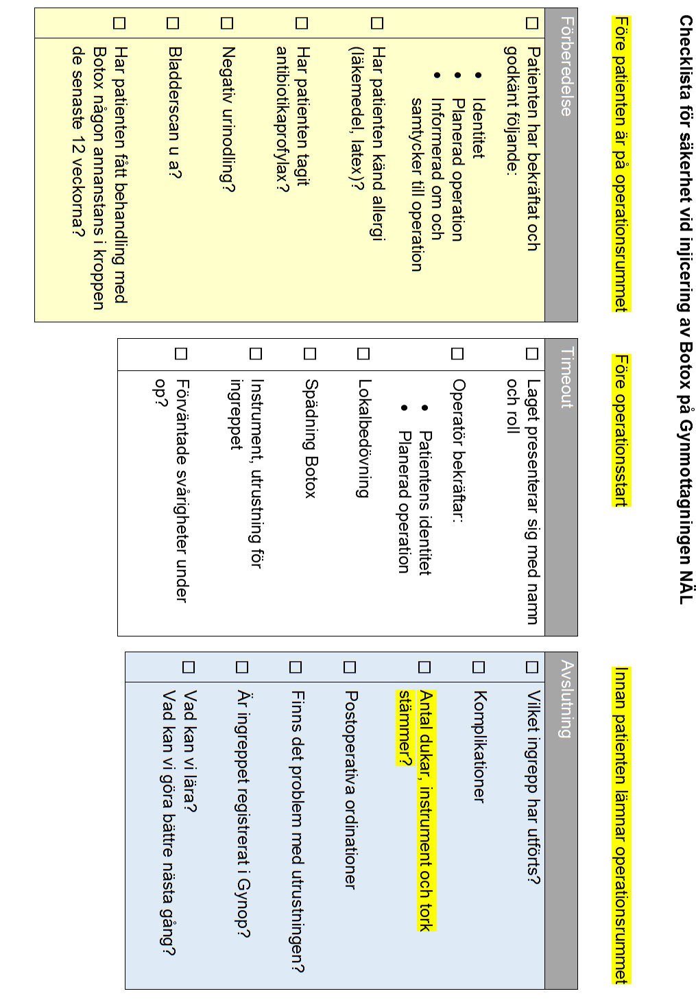 Checklista för säkerhet vid injicering av Botox på Gynmottagningen NÄL
Före patienten är på operationsrummet
Förberedelse
☐ Patienten har bekräftat och
godkänt följande:
• Identitet
• Planerad operation
• Informerad om och
samtycker till operation
☐ Har patienten känd allergi
(läkemedel, latex)?
☐ Har patienten tagit
antibiotikaprofylax?
☐ Negativ urinodling?
☐ Bladderscan u a?
☐ Har patienten fått behandling med
Botox någon annanstans i kroppen
de senaste 12 veckorna?
Före operationsstart
Timeout
☐ Laget presenterar sig med namn
och roll
☐ Operatör bekräftar:
• Patientens identitet
• Planerad operation
☐ Lokalbedövning
☐ Spädning Botox
☐ Instrument, utrustning för
ingreppet
☐ Förväntade svårigheter under
op?
Innan patienten lämnar operationsrummet
Avslutning
☐ Vilket ingrepp har utförts?
☐ Komplikationer
☐ Antal dukar, instrument och tork
stämmer?
☐ Postoperativa ordinationer
☐ Finns det problem med utrustningen?
☐ Är ingreppet registrerat i Gynop?
☐ Vad kan vi lära?
Vad kan vi göra bättre nästa gång?